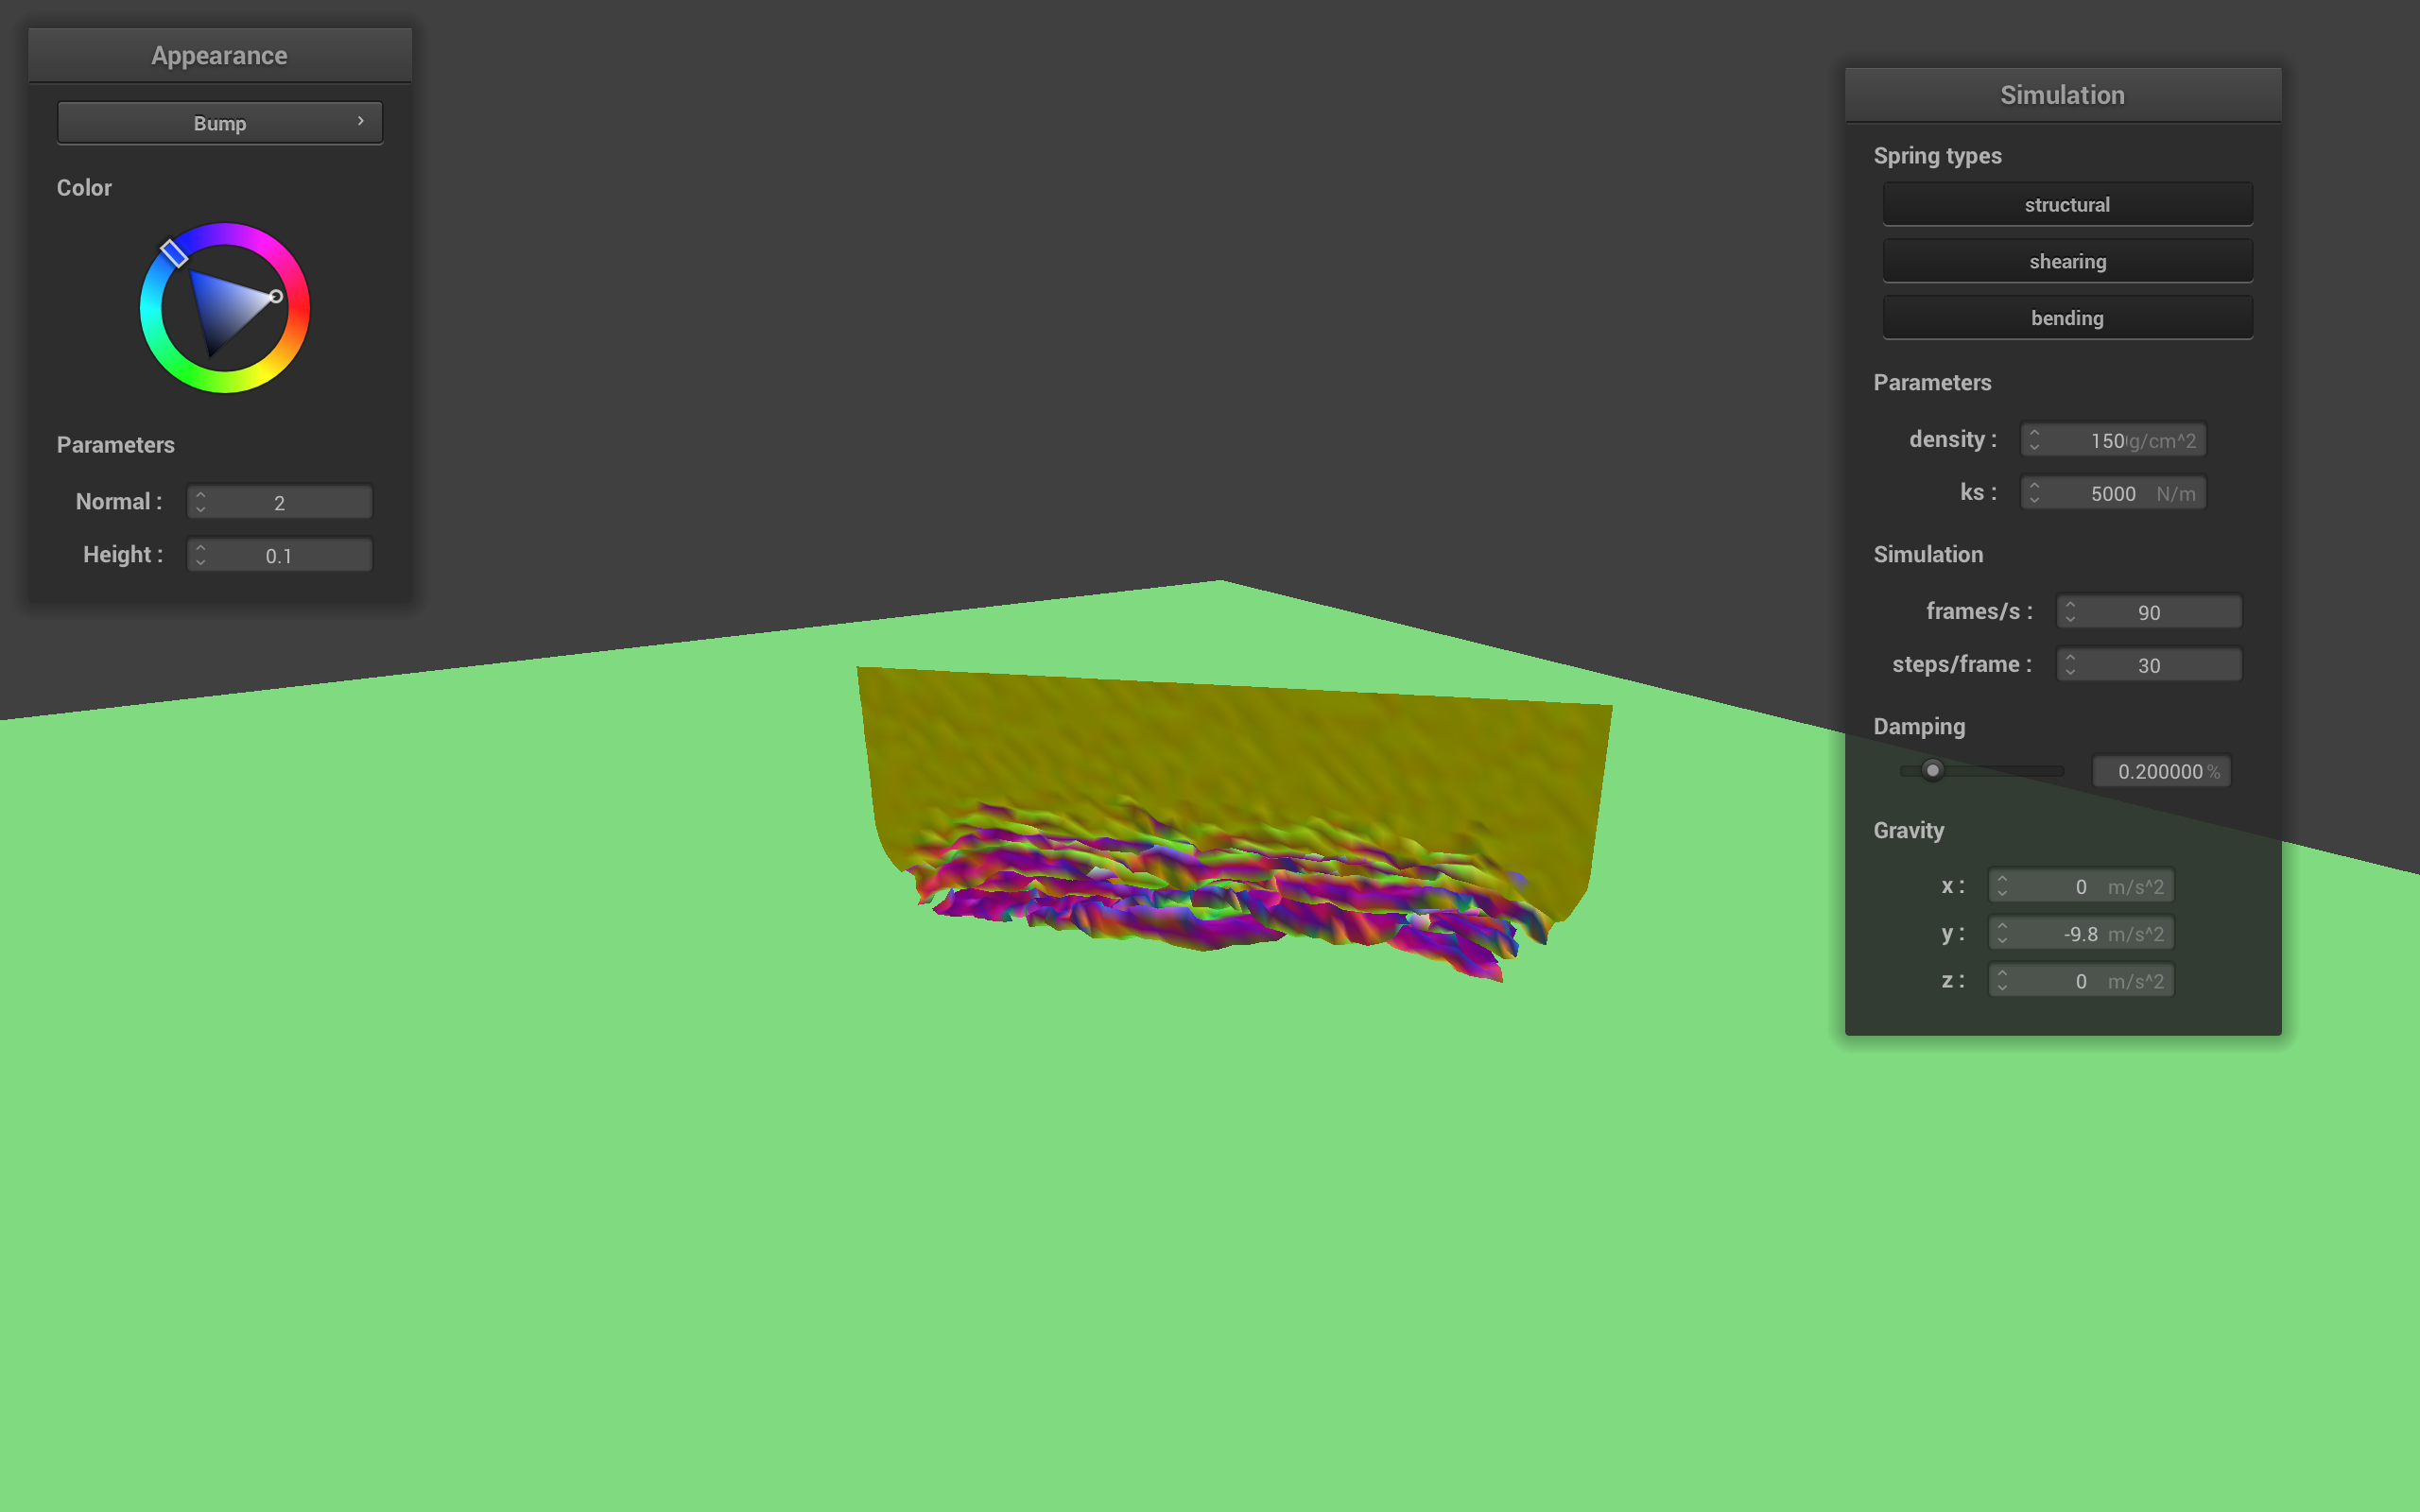 Appearance
Bump
Color
Parameters
Normal : 2
Height : 0.1
Simulation
Spring types
structural
shearing
bending
Parameters
density : 150 g/cm^2
ks : 5000 N/m
Simulation
frames/s : 90
steps/frame : 30
Damping
0.200000 %
Gravity
x : 0 m/s^2
y : -9.8 m/s^2
z : 0 m/s^2